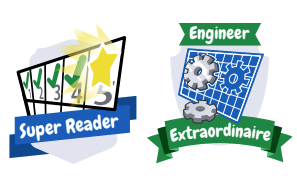 Engineer
1 2 3 4 5
Super Reader
Extraordinaire